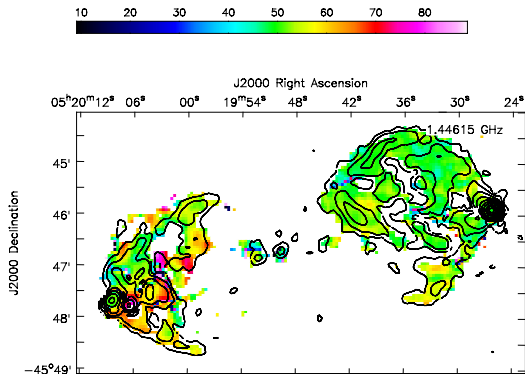 10 20 30 40 50 60 70 80
J2000 Right Ascension
05ʰ20ᵐ12ˢ 06ˢ 00ˢ 19ᵐ54ˢ 48ˢ 42ˢ 36ˢ 30ˢ 24ˢ
1.44615 GHz
J2000 Declination
45'
46'
47'
48'
−45°49'